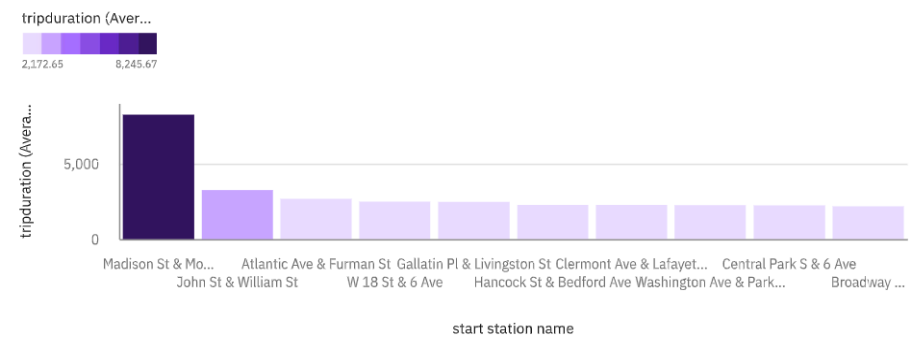 tripduration (Aver...
2,172.65 8,245.67
tripduration (Avera...
5,000
0
Madison St & Mo... Atlantic Ave & Furman St Gallatin Pl & Livingston St Clermont Ave & Lafayet... Central Park S & 6 Ave
John St & William St W 18 St & 6 Ave Hancock St & Bedford Ave Washington Ave & Park... Broadway ...
start station name